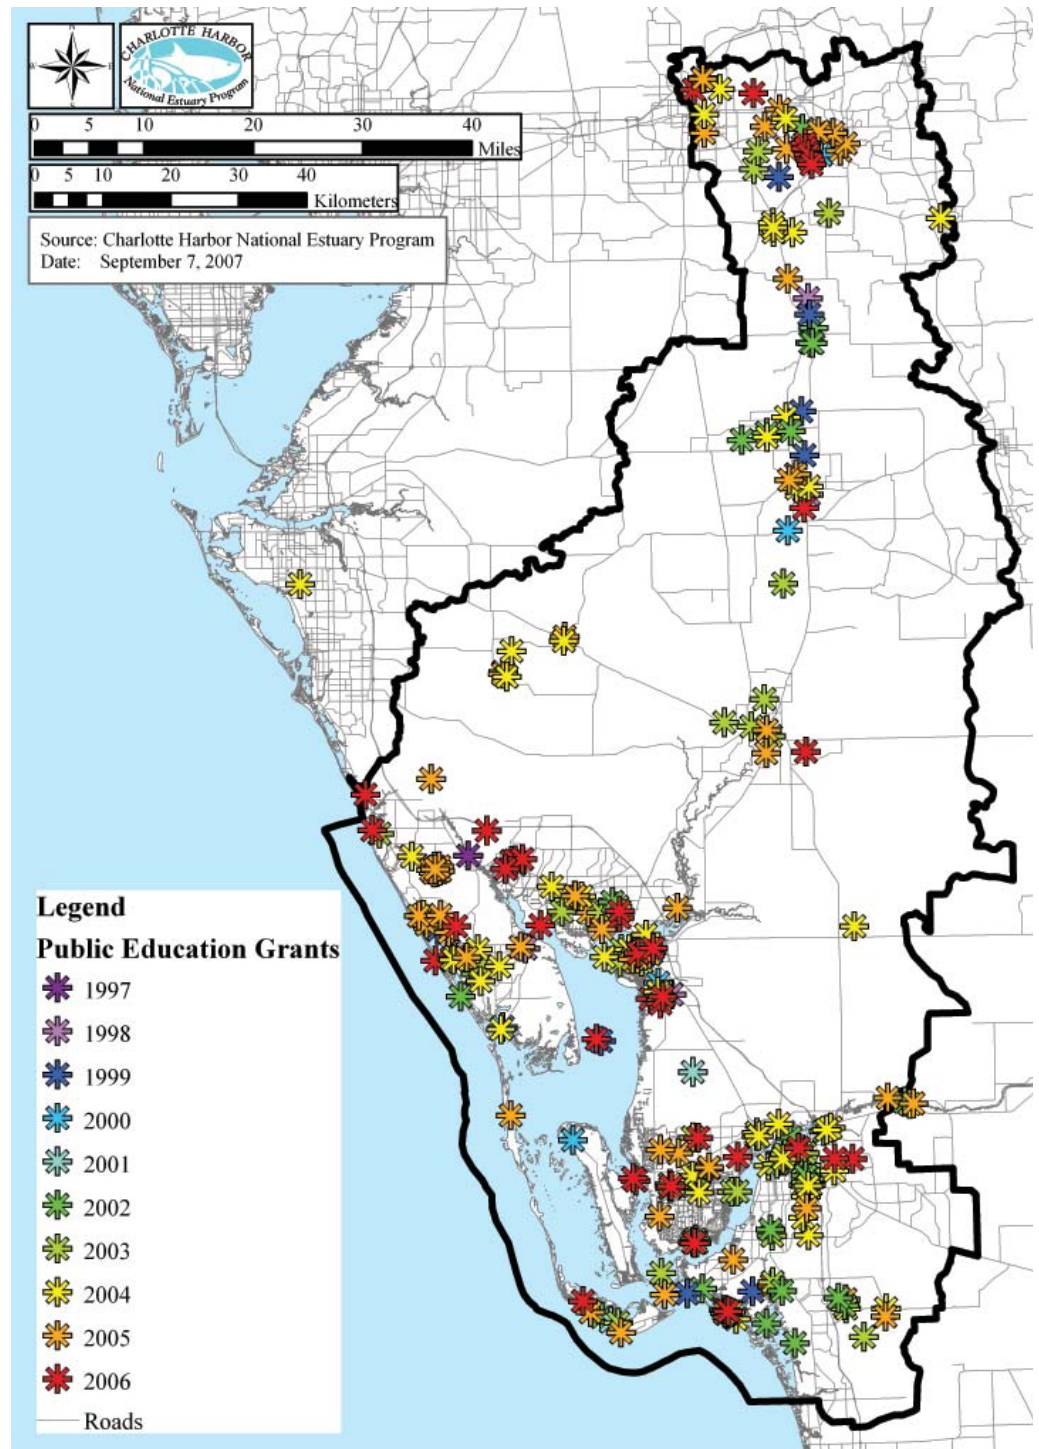 N
W E
S
CHARLOTTE HARBOR
National Estuary Program
0 5 10 20 30 40
Miles
0 5 10 20 30 40
Kilometers
Source: Charlotte Harbor National Estuary Program
Date: September 7, 2007
Legend
Public Education Grants
1997
1998
1999
2000
2001
2002
2003
2004
2005
2006
Roads